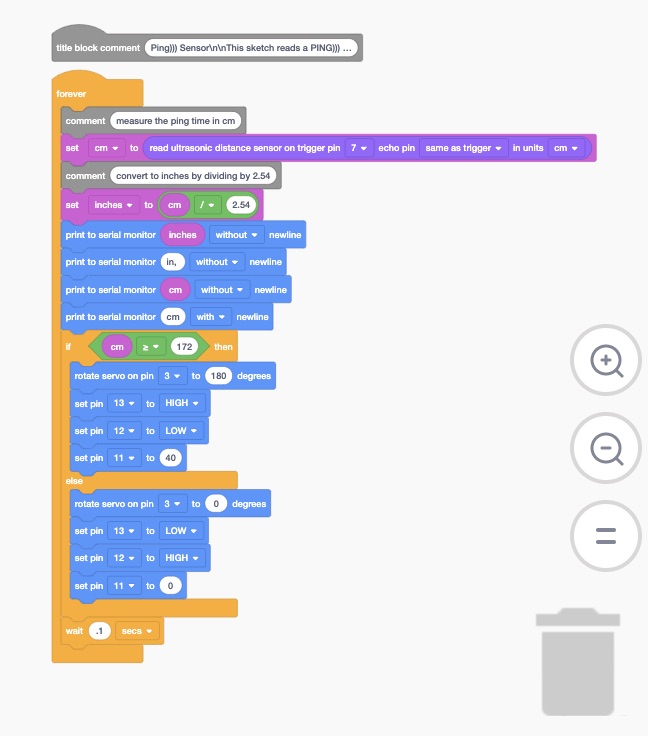 title block comment Ping))) Sensor\n\nThis sketch reads a PING))) ...
forever
comment measure the ping time in cm
set cm to read ultrasonic distance sensor on trigger pin 7 echo pin same as trigger in units cm
comment convert to inches by dividing by 2.54
set inches to cm / 2.54
print to serial monitor inches without newline
print to serial monitor in, without newline
print to serial monitor cm without newline
print to serial monitor cm with newline
if cm ≥ 172 then
rotate servo on pin 3 to 180 degrees
set pin 13 to HIGH
set pin 12 to LOW
set pin 11 to 40
else
rotate servo on pin 3 to 0 degrees
set pin 13 to LOW
set pin 12 to HIGH
set pin 11 to 0
wait .1 secs